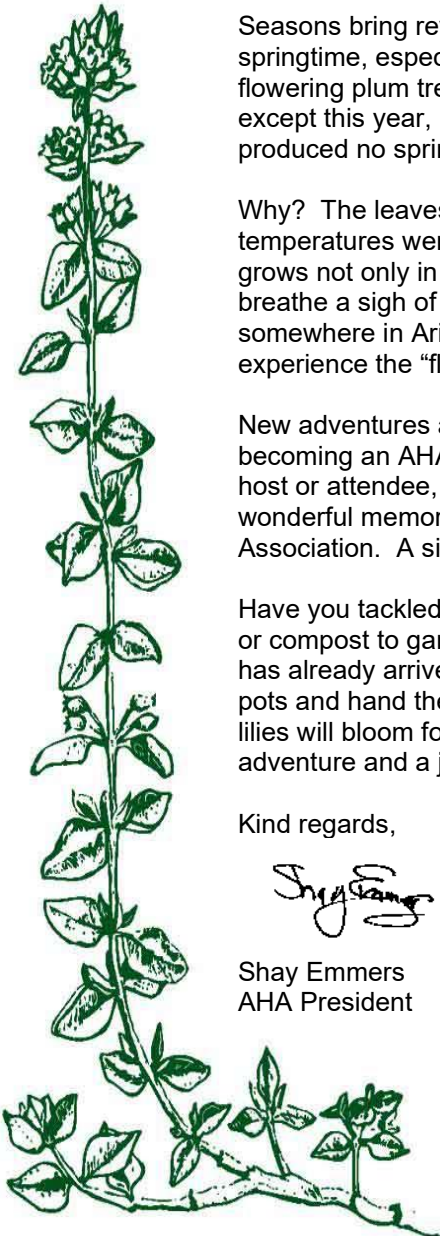 Seasons bring re
springtime, espec
flowering plum tre
except this year,
produced no sprin
Why? The leaves
temperatures wer
grows not only in
breathe a sigh of
somewhere in Ari
experience the “fl
New adventures a
becoming an AHA
host or attendee,
wonderful memor
Association. A si
Have you tackled
or compost to gar
has already arrive
pots and hand the
lilies will bloom fo
adventure and a j
Kind regards,
Shay Emmers
Shay Emmers
AHA President